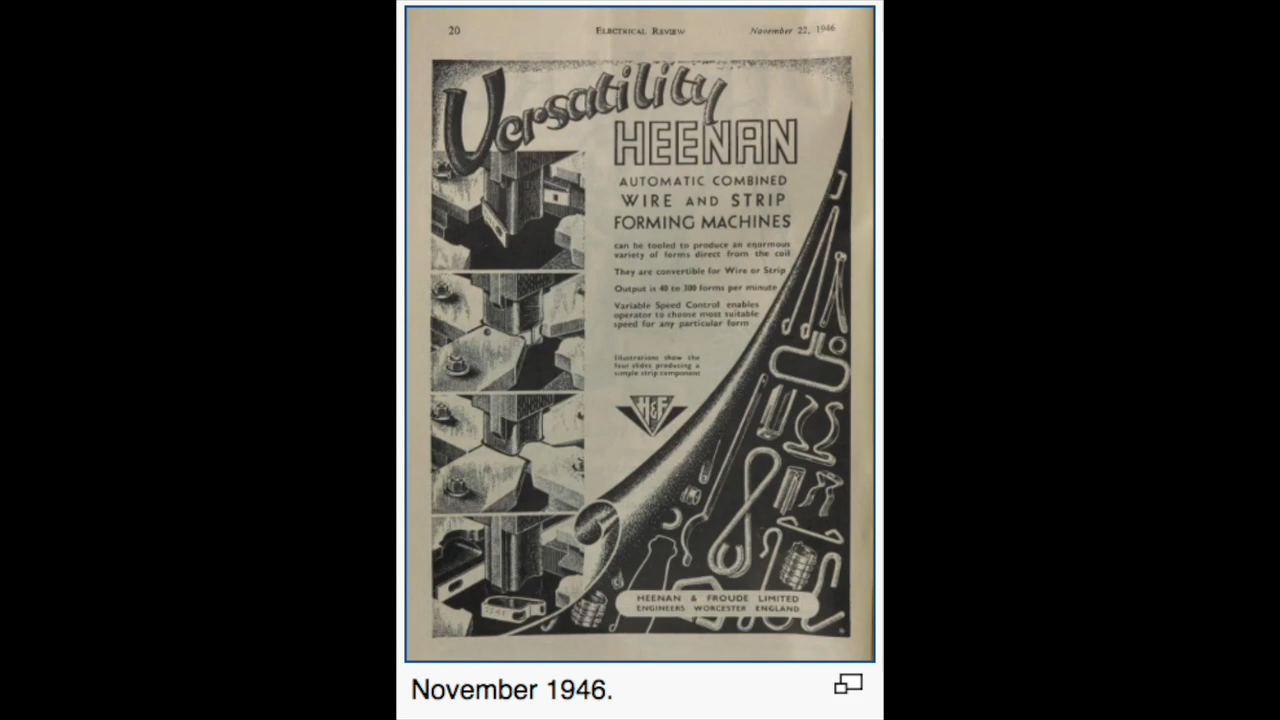 20 ELECTRICAL REVIEW November 22, 1946
Versatility
HEENAN
AUTOMATIC COMBINED
WIRE AND STRIP
FORMING MACHINES
can be tooled to produce an enormous
variety of forms direct from the coil
They are convertible for Wire or Strip
Output is 40 to 300 forms per minute
Variable Speed Control enables
operator to choose most suitable
speed for any particular form
Illustrations show the
four slides producing a
simple strip component
H&F
HEENAN & FROUDE LIMITED
ENGINEERS WORCESTER ENGLAND
November 1946.